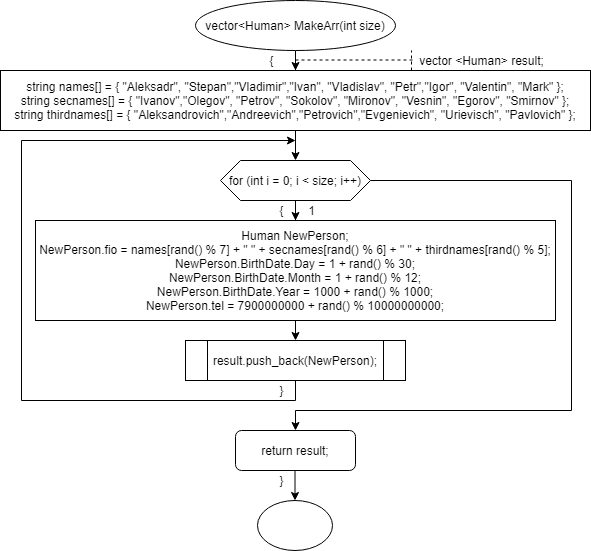 vector<Human> MakeArr(int size)
{
vector <Human> result;
string names[] = { "Aleksadr", "Stepan","Vladimir","Ivan", "Vladislav", "Petr","Igor", "Valentin", "Mark" };
string secnames[] = { "Ivanov","Olegov", "Petrov", "Sokolov", "Mironov", "Vesnin", "Egorov", "Smirnov" };
string thirdnames[] = { "Aleksandrovich","Andreevich","Petrovich","Evgenievich", "Urievisch", "Pavlovich" };
for (int i = 0; i < size; i++)
{ 1
Human NewPerson;
NewPerson.fio = names[rand() % 7] + " " + secnames[rand() % 6] + " " + thirdnames[rand() % 5];
NewPerson.BirthDate.Day = 1 + rand() % 30;
NewPerson.BirthDate.Month = 1 + rand() % 12;
NewPerson.BirthDate.Year = 1000 + rand() % 1000;
NewPerson.tel = 7900000000 + rand() % 10000000000;
result.push_back(NewPerson);
}
return result;
}